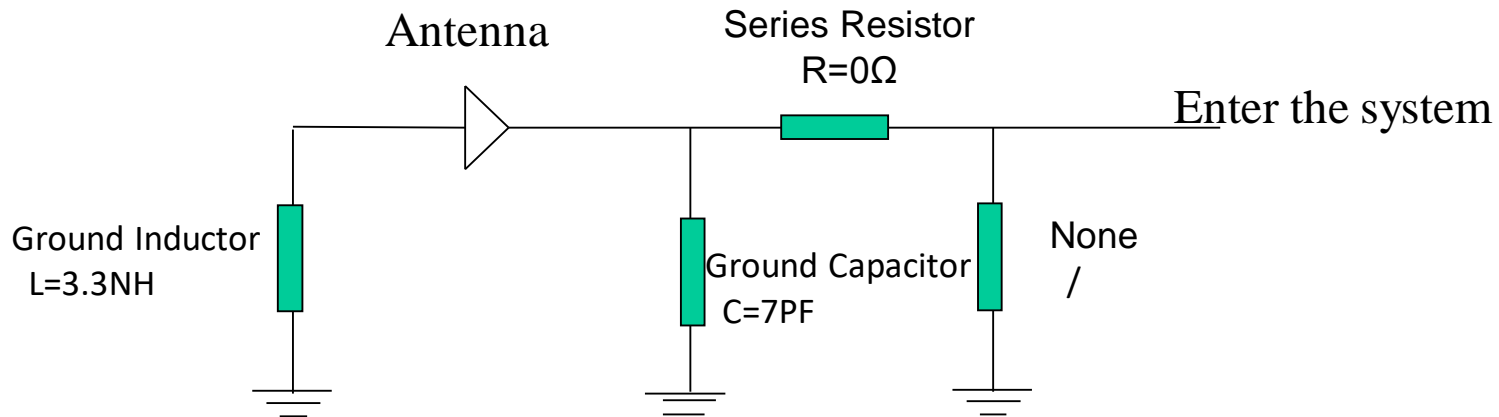 Antenna
Series Resistor
R=0Ω
Enter the system
Ground Inductor
L=3.3NH
Ground Capacitor
C=7PF
None
/